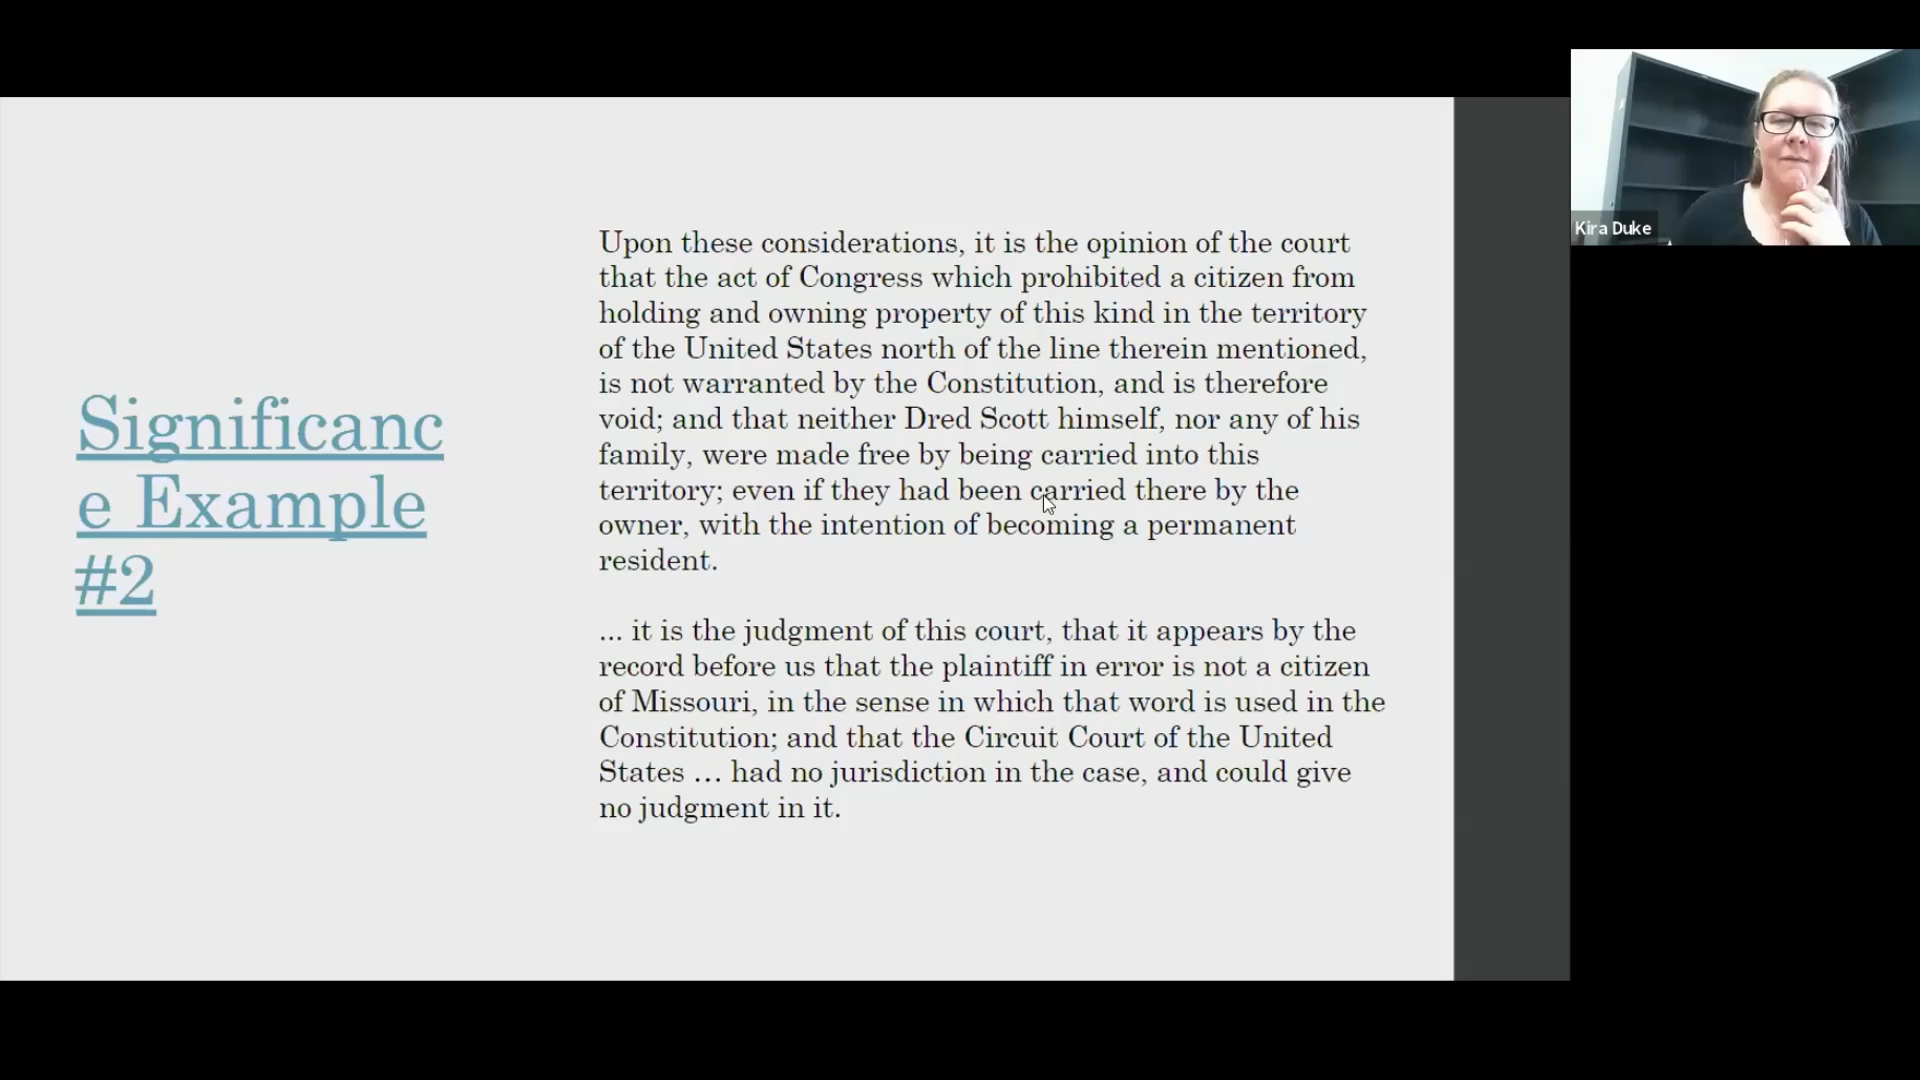 Significanc
e Example
#2
Upon these considerations, it is the opinion of the court
that the act of Congress which prohibited a citizen from
holding and owning property of this kind in the territory
of the United States north of the line therein mentioned,
is not warranted by the Constitution, and is therefore
void; and that neither Dred Scott himself, nor any of his
family, were made free by being carried into this
territory; even if they had been carried there by the
owner, with the intention of becoming a permanent
resident.
... it is the judgment of this court, that it appears by the
record before us that the plaintiff in error is not a citizen
of Missouri, in the sense in which that word is used in the
Constitution; and that the Circuit Court of the United
States … had no jurisdiction in the case, and could give
no judgment in it.
Kira Duke